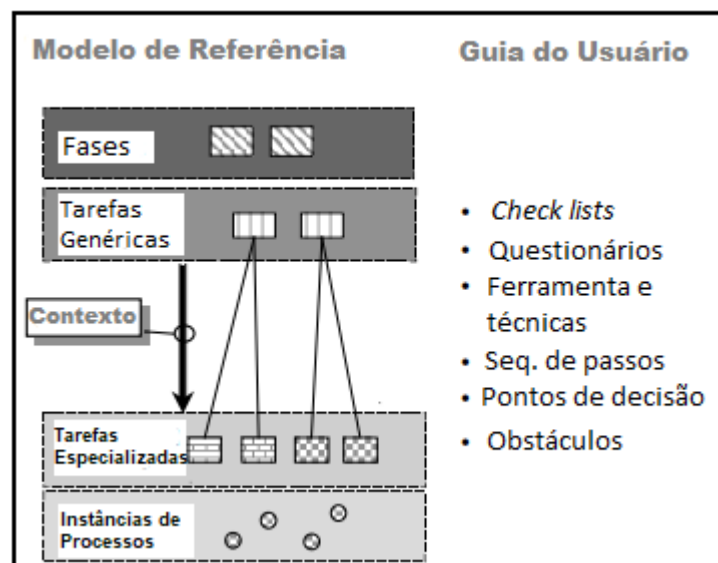 Modelo de Referência
Fases
Tarefas
Genéricas
Contexto
Tarefas
Especializadas
Instâncias de
Processos
Guia do Usuário
• Check lists
• Questionários
• Ferramenta e
técnicas
• Seq. de passos
• Pontos de decisão
• Obstáculos